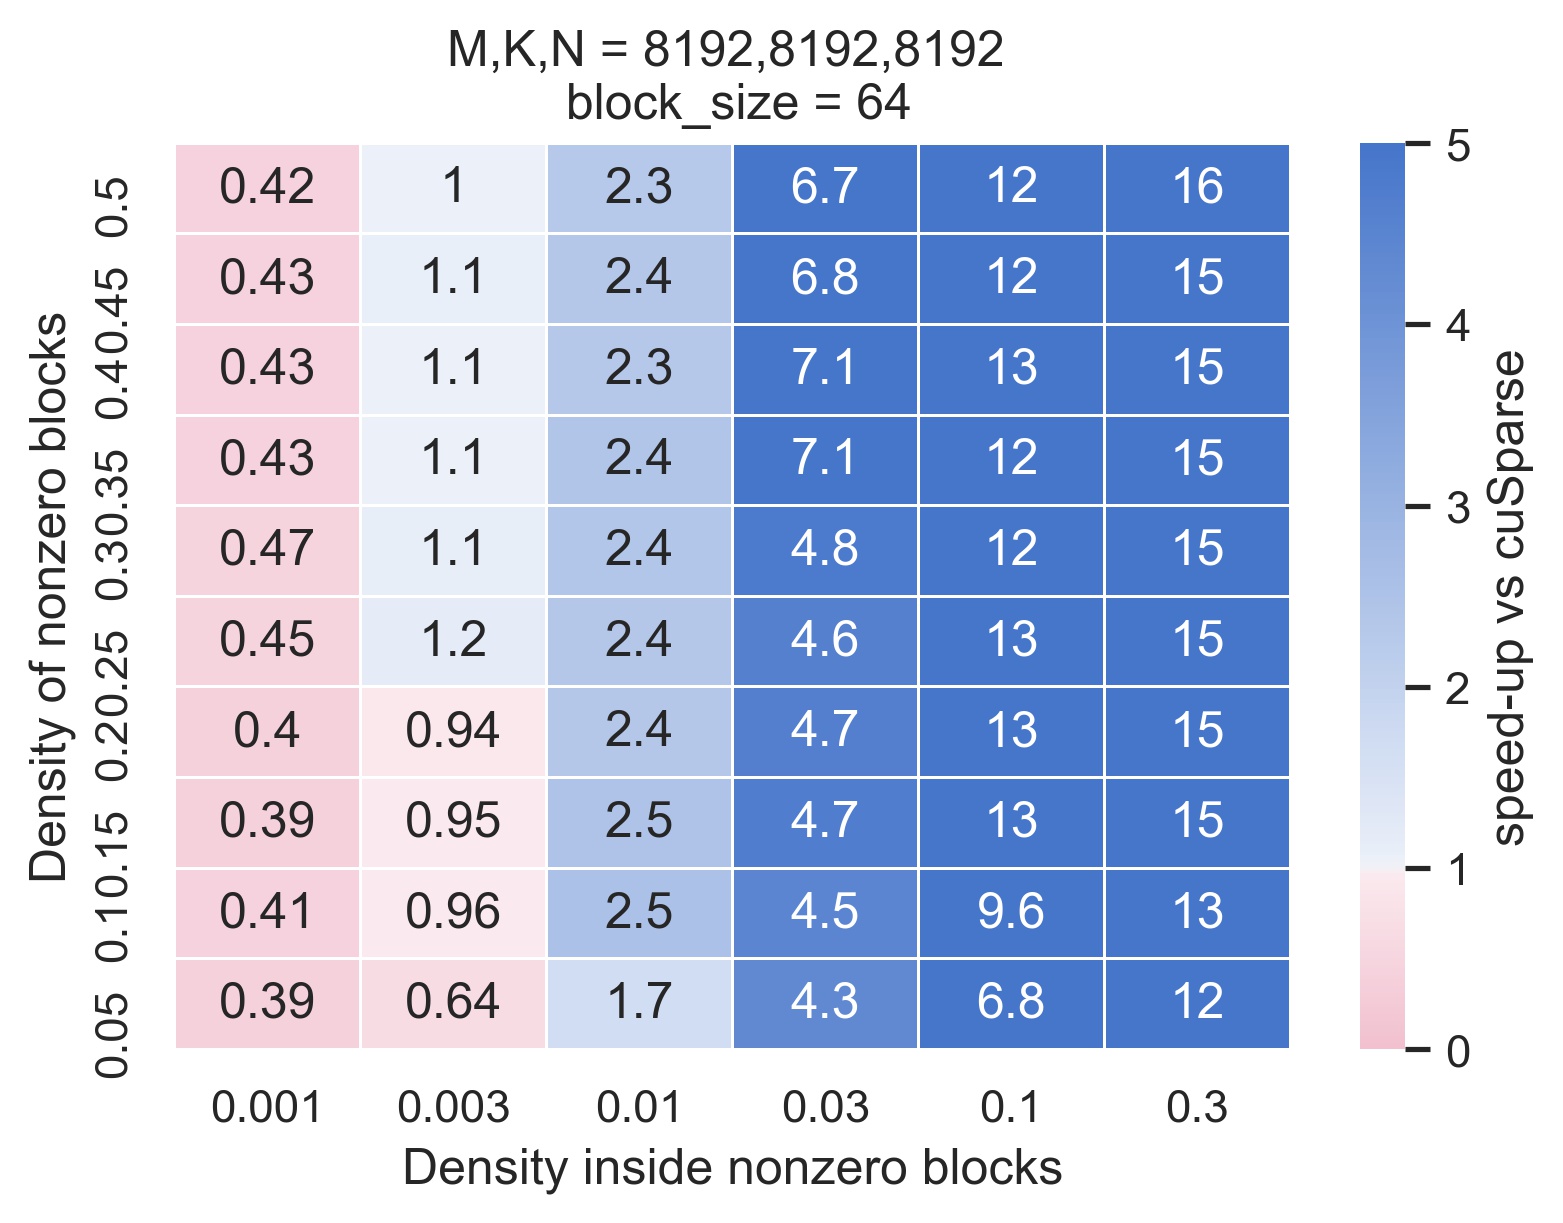 M,K,N = 8192,8192,8192
block_size = 64
Density of nonzero blocks
0.5 0.42 1 2.3 6.7 12 16
0.45 0.43 1.1 2.4 6.8 12 15
0.4 0.43 1.1 2.3 7.1 13 15
0.35 0.43 1.1 2.4 7.1 12 15
0.3 0.47 1.1 2.4 4.8 12 15
0.25 0.45 1.2 2.4 4.6 13 15
0.2 0.4 0.94 2.4 4.7 13 15
0.15 0.39 0.95 2.5 4.7 13 15
0.1 0.41 0.96 2.5 4.5 9.6 13
0.05 0.39 0.64 1.7 4.3 6.8 12
0.001 0.003 0.01 0.03 0.1 0.3
Density inside nonzero blocks
5
4
3
2
1
0
speed-up vs cuSparse